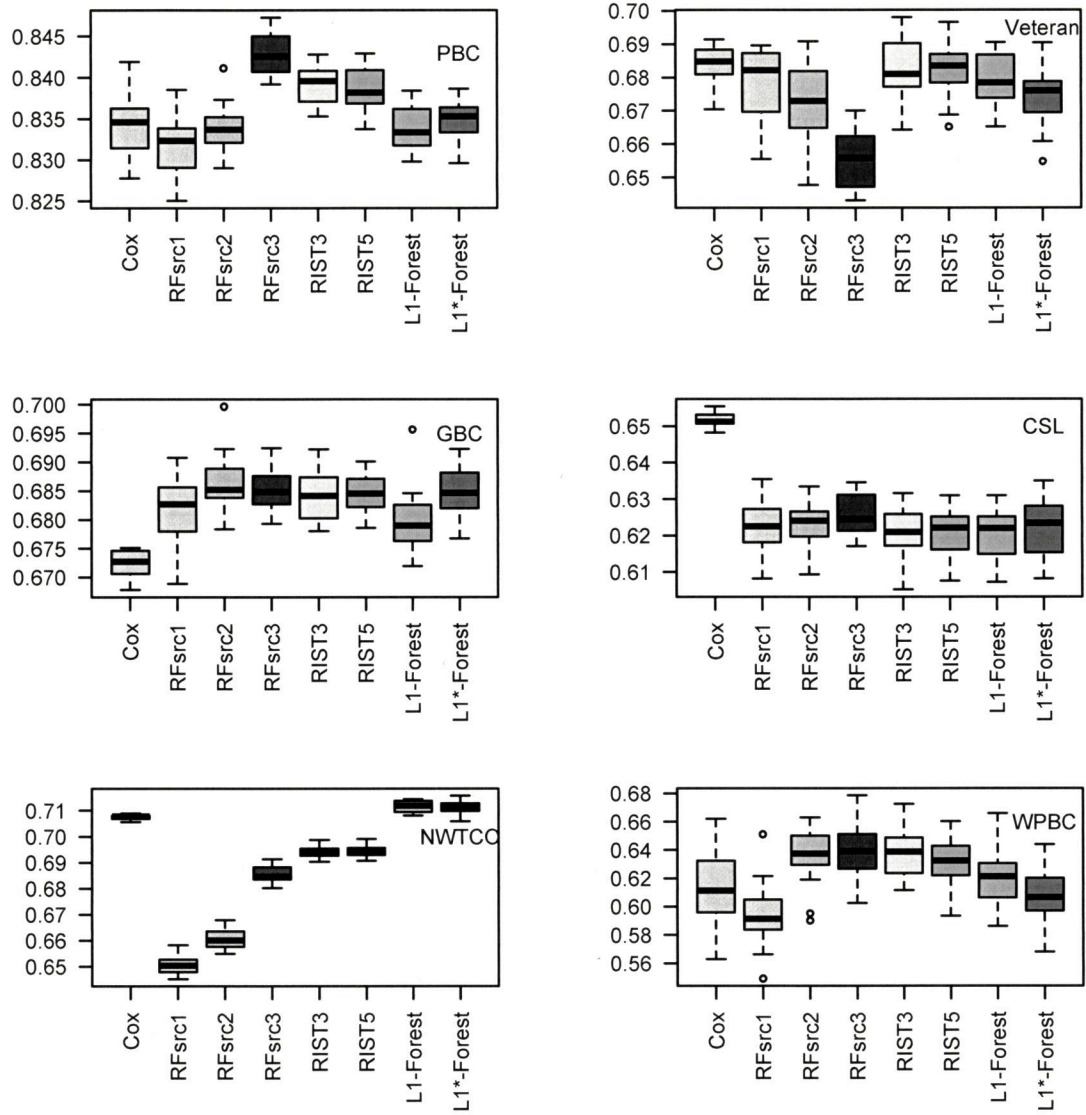 PBC
0.845
0.840
0.835
0.830
0.825
Cox
RFsrc1
RFsrc2
RFsrc3
RIST3
RIST5
L1-Forest
L1*-Forest
Veteran
0.70
0.69
0.68
0.67
0.66
0.65
Cox
RFsrc1
RFsrc2
RFsrc3
RIST3
RIST5
L1-Forest
L1*-Forest
GBC
0.700
0.695
0.690
0.685
0.680
0.675
0.670
Cox
RFsrc1
RFsrc2
RFsrc3
RIST3
RIST5
L1-Forest
L1*-Forest
CSL
0.65
0.64
0.63
0.62
0.61
Cox
RFsrc1
RFsrc2
RFsrc3
RIST3
RIST5
L1-Forest
L1*-Forest
NWTCO
0.71
0.70
0.69
0.68
0.67
0.66
0.65
Cox
RFsrc1
RFsrc2
RFsrc3
RIST3
RIST5
L1-Forest
L1*-Forest
WPBC
0.68
0.66
0.64
0.62
0.60
0.58
0.56
Cox
RFsrc1
RFsrc2
RFsrc3
RIST3
RIST5
L1-Forest
L1*-Forest